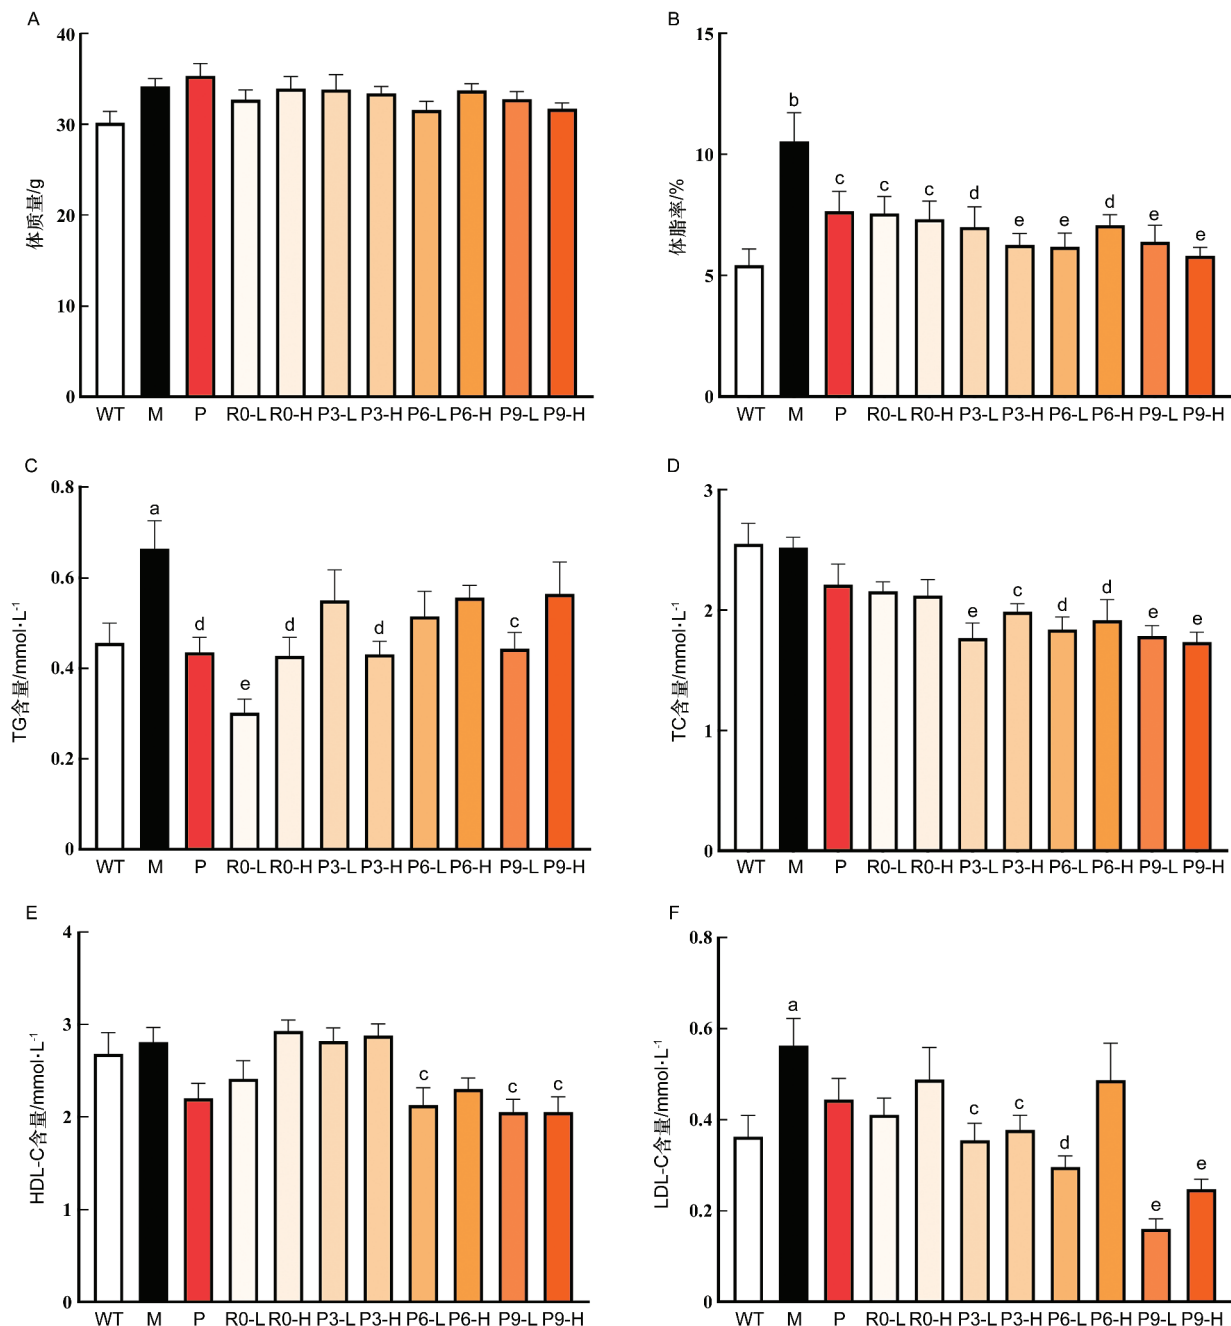 A
体质量/g
40
30
20
10
0
WT M P R0-L R0-H P3-L P3-H P6-L P6-H P9-L P9-H
B
体脂率/%
15
10
5
0
b
c c c d e e d e e
WT M P R0-L R0-H P3-L P3-H P6-L P6-H P9-L P9-H
C
TG含量/mmol·L⁻¹
0.8
0.6
0.4
0.2
0
a
d e d d c
WT M P R0-L R0-H P3-L P3-H P6-L P6-H P9-L P9-H
D
TC含量/mmol·L⁻¹
3
2
1
0
e c d d e e
WT M P R0-L R0-H P3-L P3-H P6-L P6-H P9-L P9-H
E
HDL-C含量/mmol·L⁻¹
4
3
2
1
0
c c c
WT M P R0-L R0-H P3-L P3-H P6-L P6-H P9-L P9-H
F
LDL-C含量/mmol·L⁻¹
0.8
0.6
0.4
0.2
0
a
c c d e e
WT M P R0-L R0-H P3-L P3-H P6-L P6-H P9-L P9-H